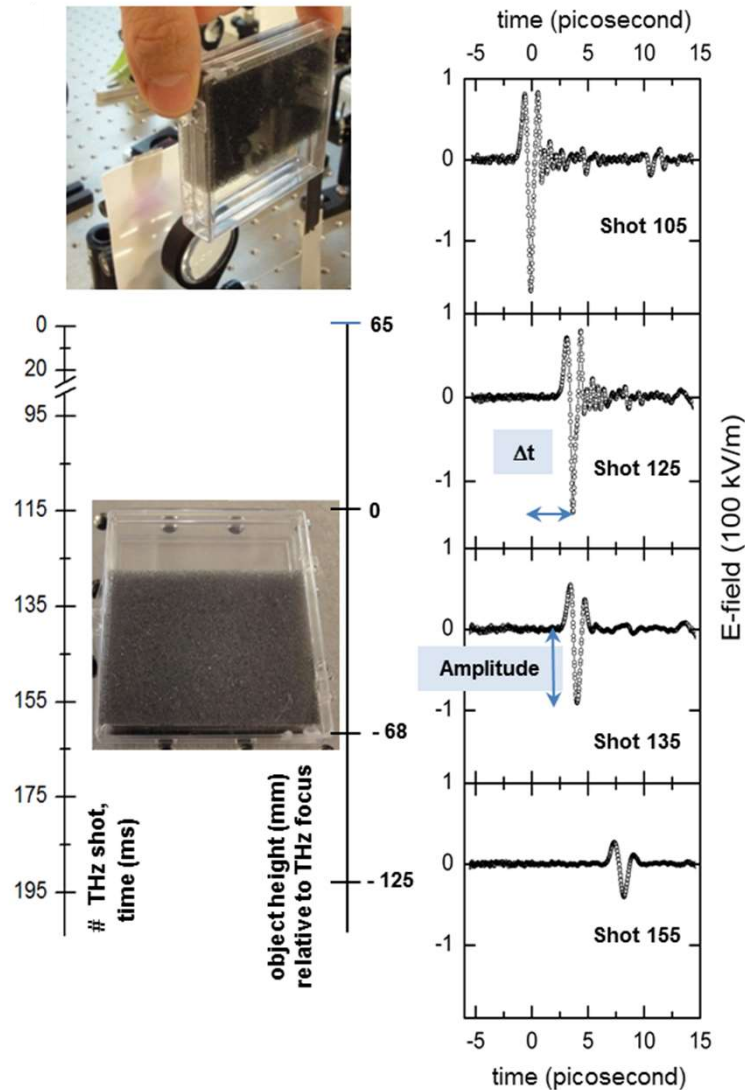 time (picosecond)
-5 0 5 10 15
1
0
-1
Shot 105
1
0
-1
Δt
Shot 125
1
0
-1
Amplitude
Shot 135
1
0
-1
Shot 155
-5 0 5 10 15
time (picosecond)
E-field (100 kV/m)
0
20
95
115
135
155
175
195
# THz shot,
time (ms)
65
0
- 68
- 125
object height (mm)
relative to THz focus